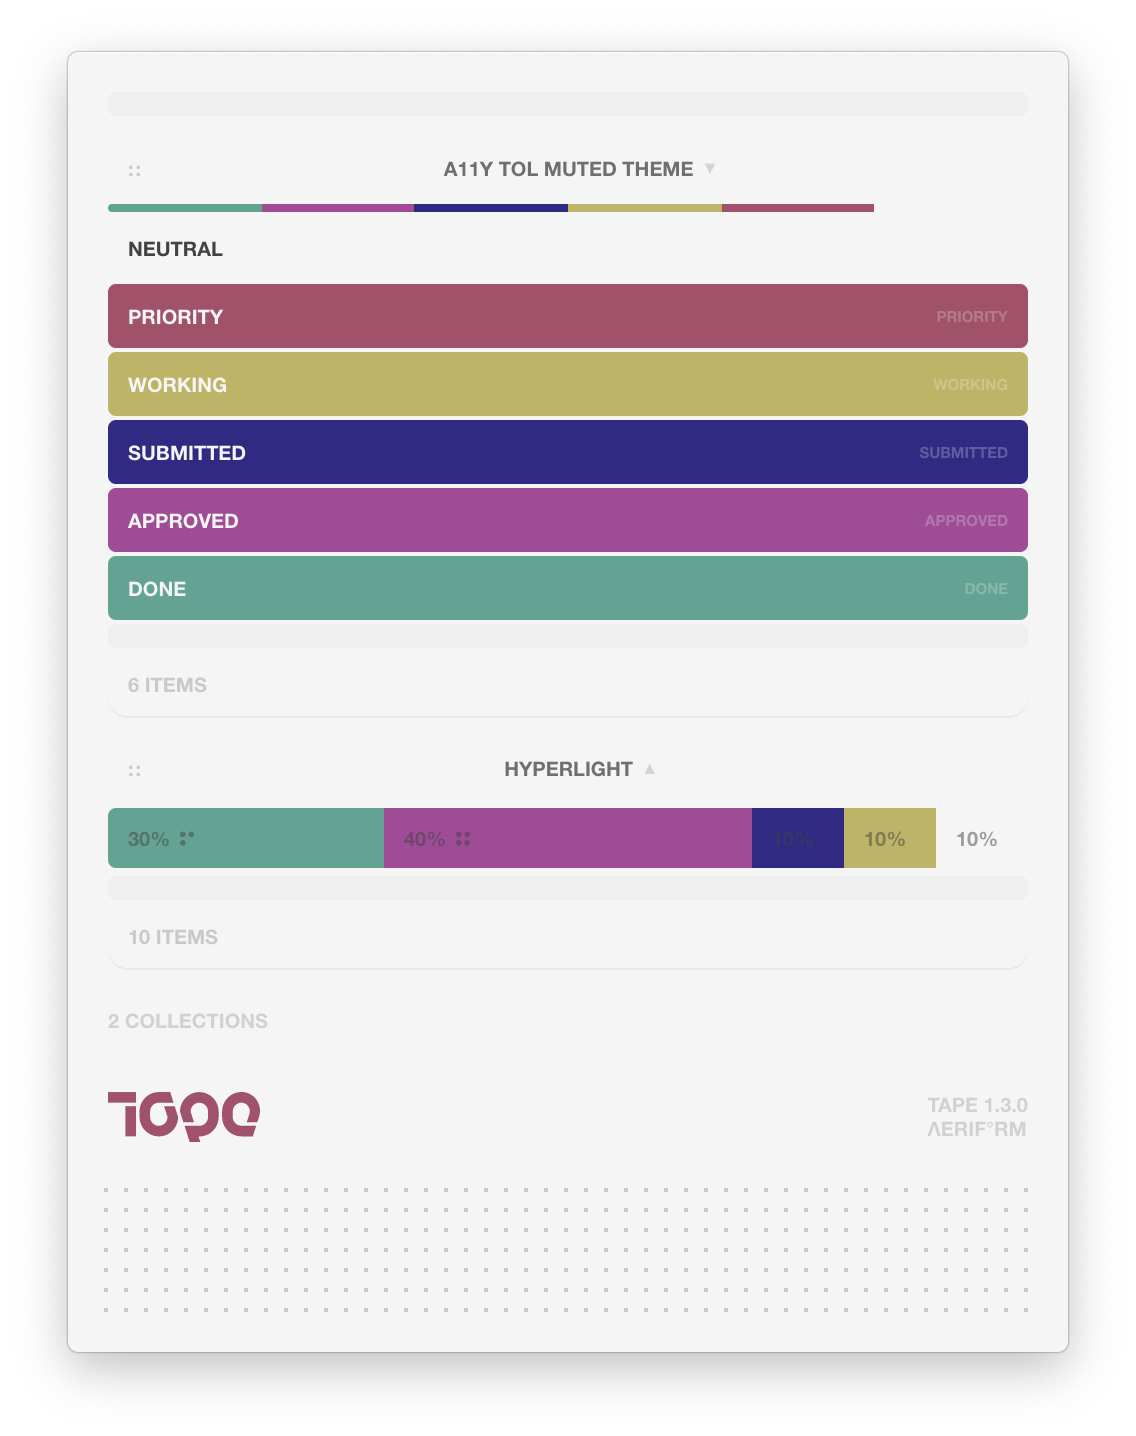 :: A11Y TOL MUTED THEME ▼
NEUTRAL
PRIORITY PRIORITY
WORKING WORKING
SUBMITTED SUBMITTED
APPROVED APPROVED
DONE DONE
6 ITEMS
:: HYPERLIGHT ▲
30% 40% 10% 10% 10%
10 ITEMS
2 COLLECTIONS
Tape
TAPE 1.3.0
ΛERIF°RM